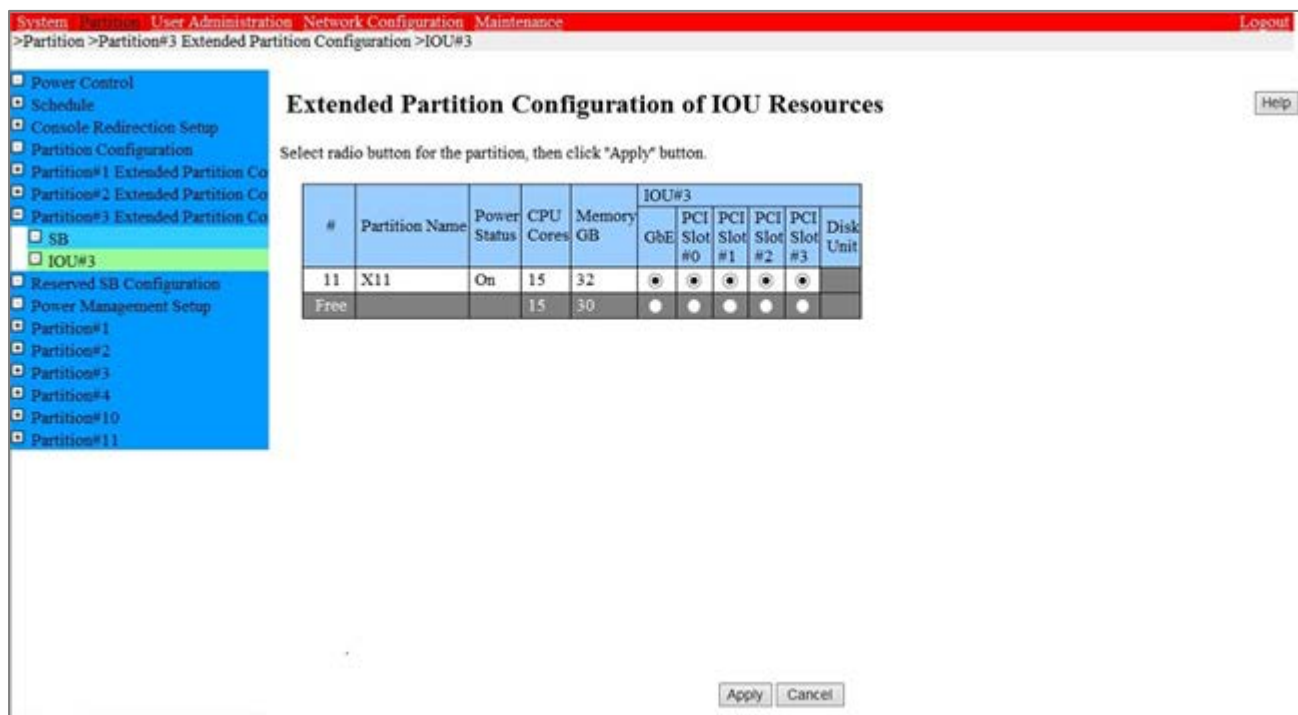 System Partition User Administration Network Configuration Maintenance Logout
>Partition >Partition#3 Extended Partition Configuration >IOU#3
Power Control
Schedule
Console Redirection Setup
Partition Configuration
Partition#1 Extended Partition Co
Partition#2 Extended Partition Co
Partition#3 Extended Partition Co
SB
IOU#3
Reserved SB Configuration
Power Management Setup
Partition#1
Partition#2
Partition#3
Partition#4
Partition#10
Partition#11
Extended Partition Configuration of IOU Resources
Help
Select radio button for the partition, then click "Apply" button.
# Partition Name Power Status CPU Cores Memory GB IOU#3
GbE PCI Slot #0 PCI Slot #1 PCI Slot #2 PCI Slot #3 Disk Unit
11 X11 On 15 32
Free 15 30
Apply Cancel